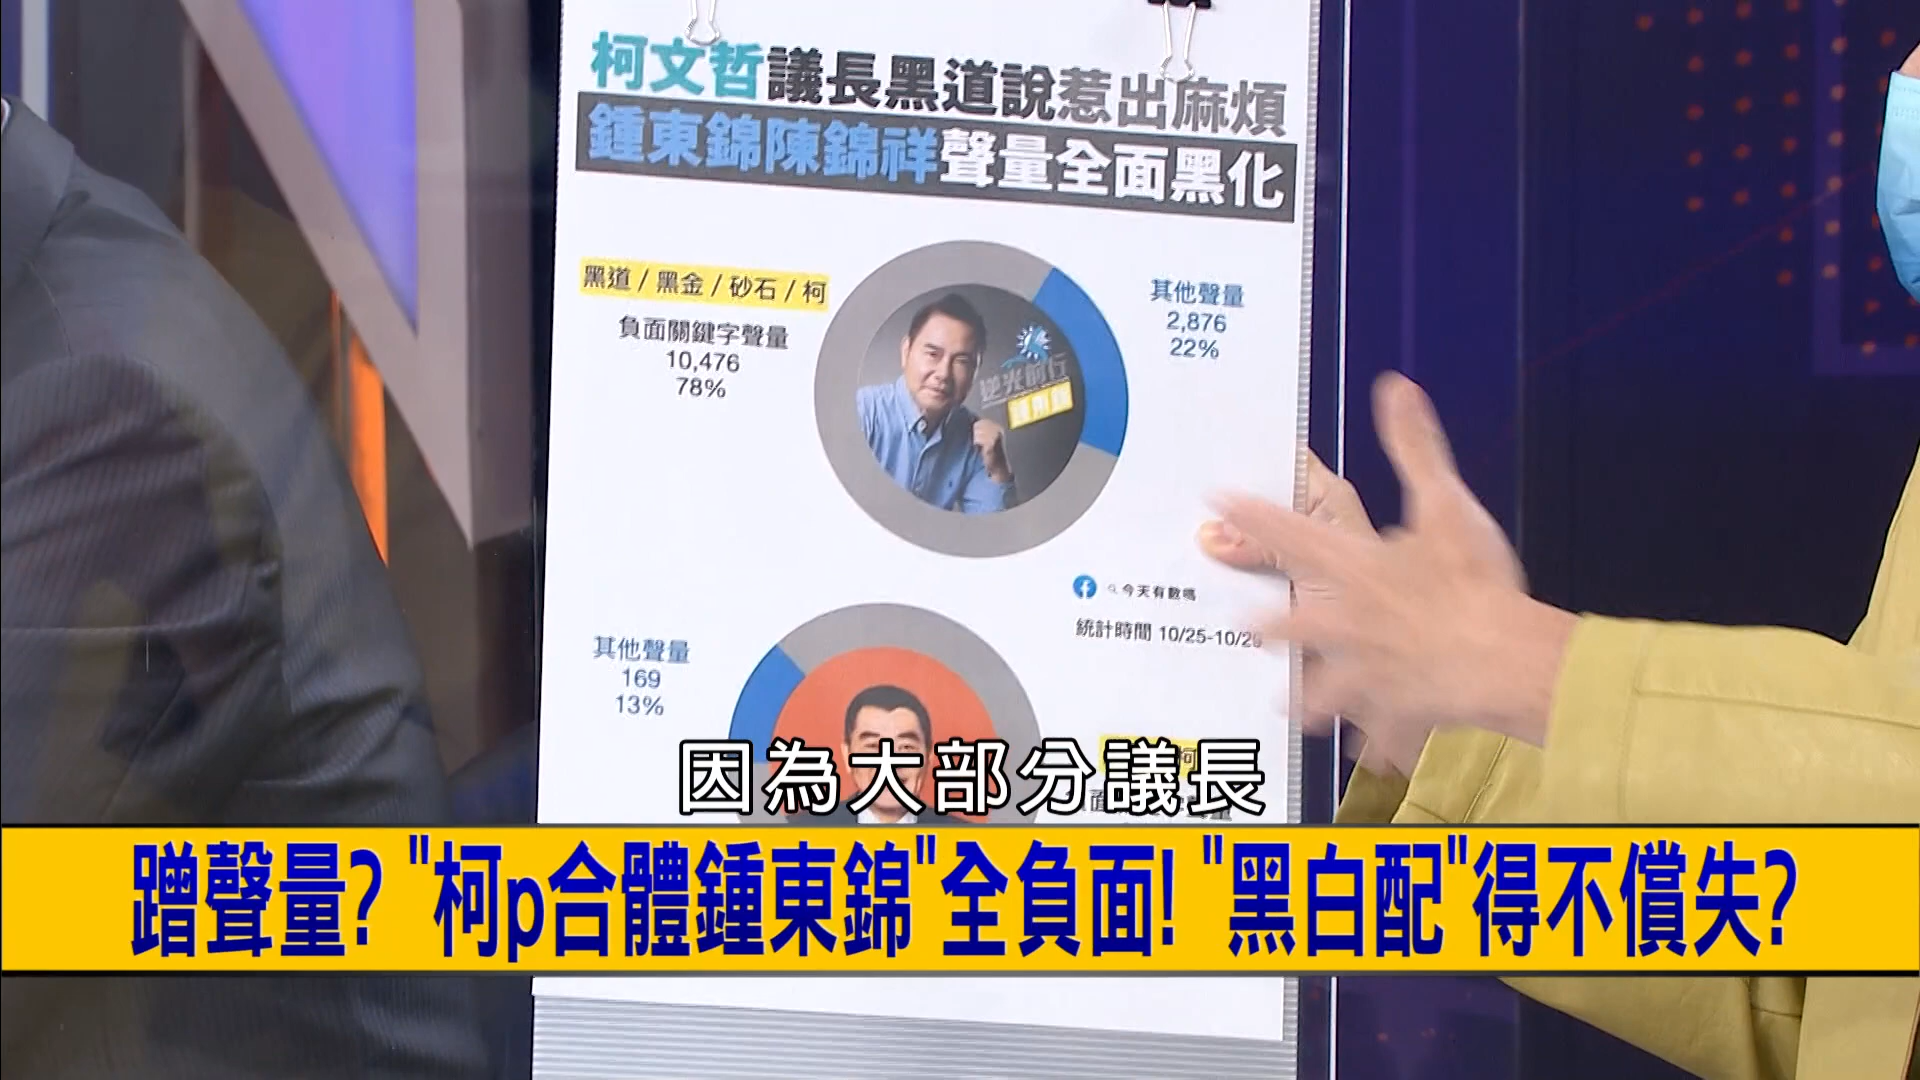 柯文哲議長黑道說惹出麻煩
鍾東錦陳錦祥聲量全面黑化
黑道 / 黑金 / 砂石 / 柯
負面關鍵字聲量
10,476
78%
其他聲量
2,876
22%
逆光前行
鍾東錦
今天有數嗎
統計時間 10/25-10/2
其他聲量
169
13%
柯
因為大部分議長
蹭聲量? "柯p合體鍾東錦"全負面! "黑白配"得不償失?